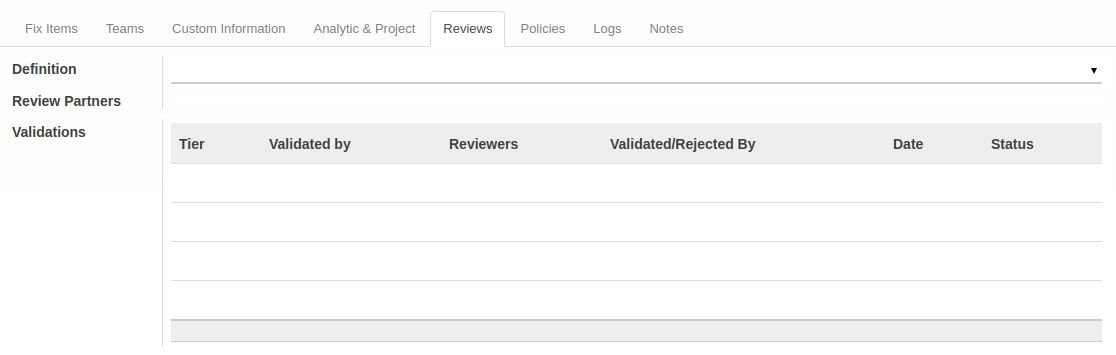 Fix Items Teams Custom Information Analytic & Project Reviews Policies Logs Notes
Definition
Review Partners
Validations
Tier Validated by Reviewers Validated/Rejected By Date Status